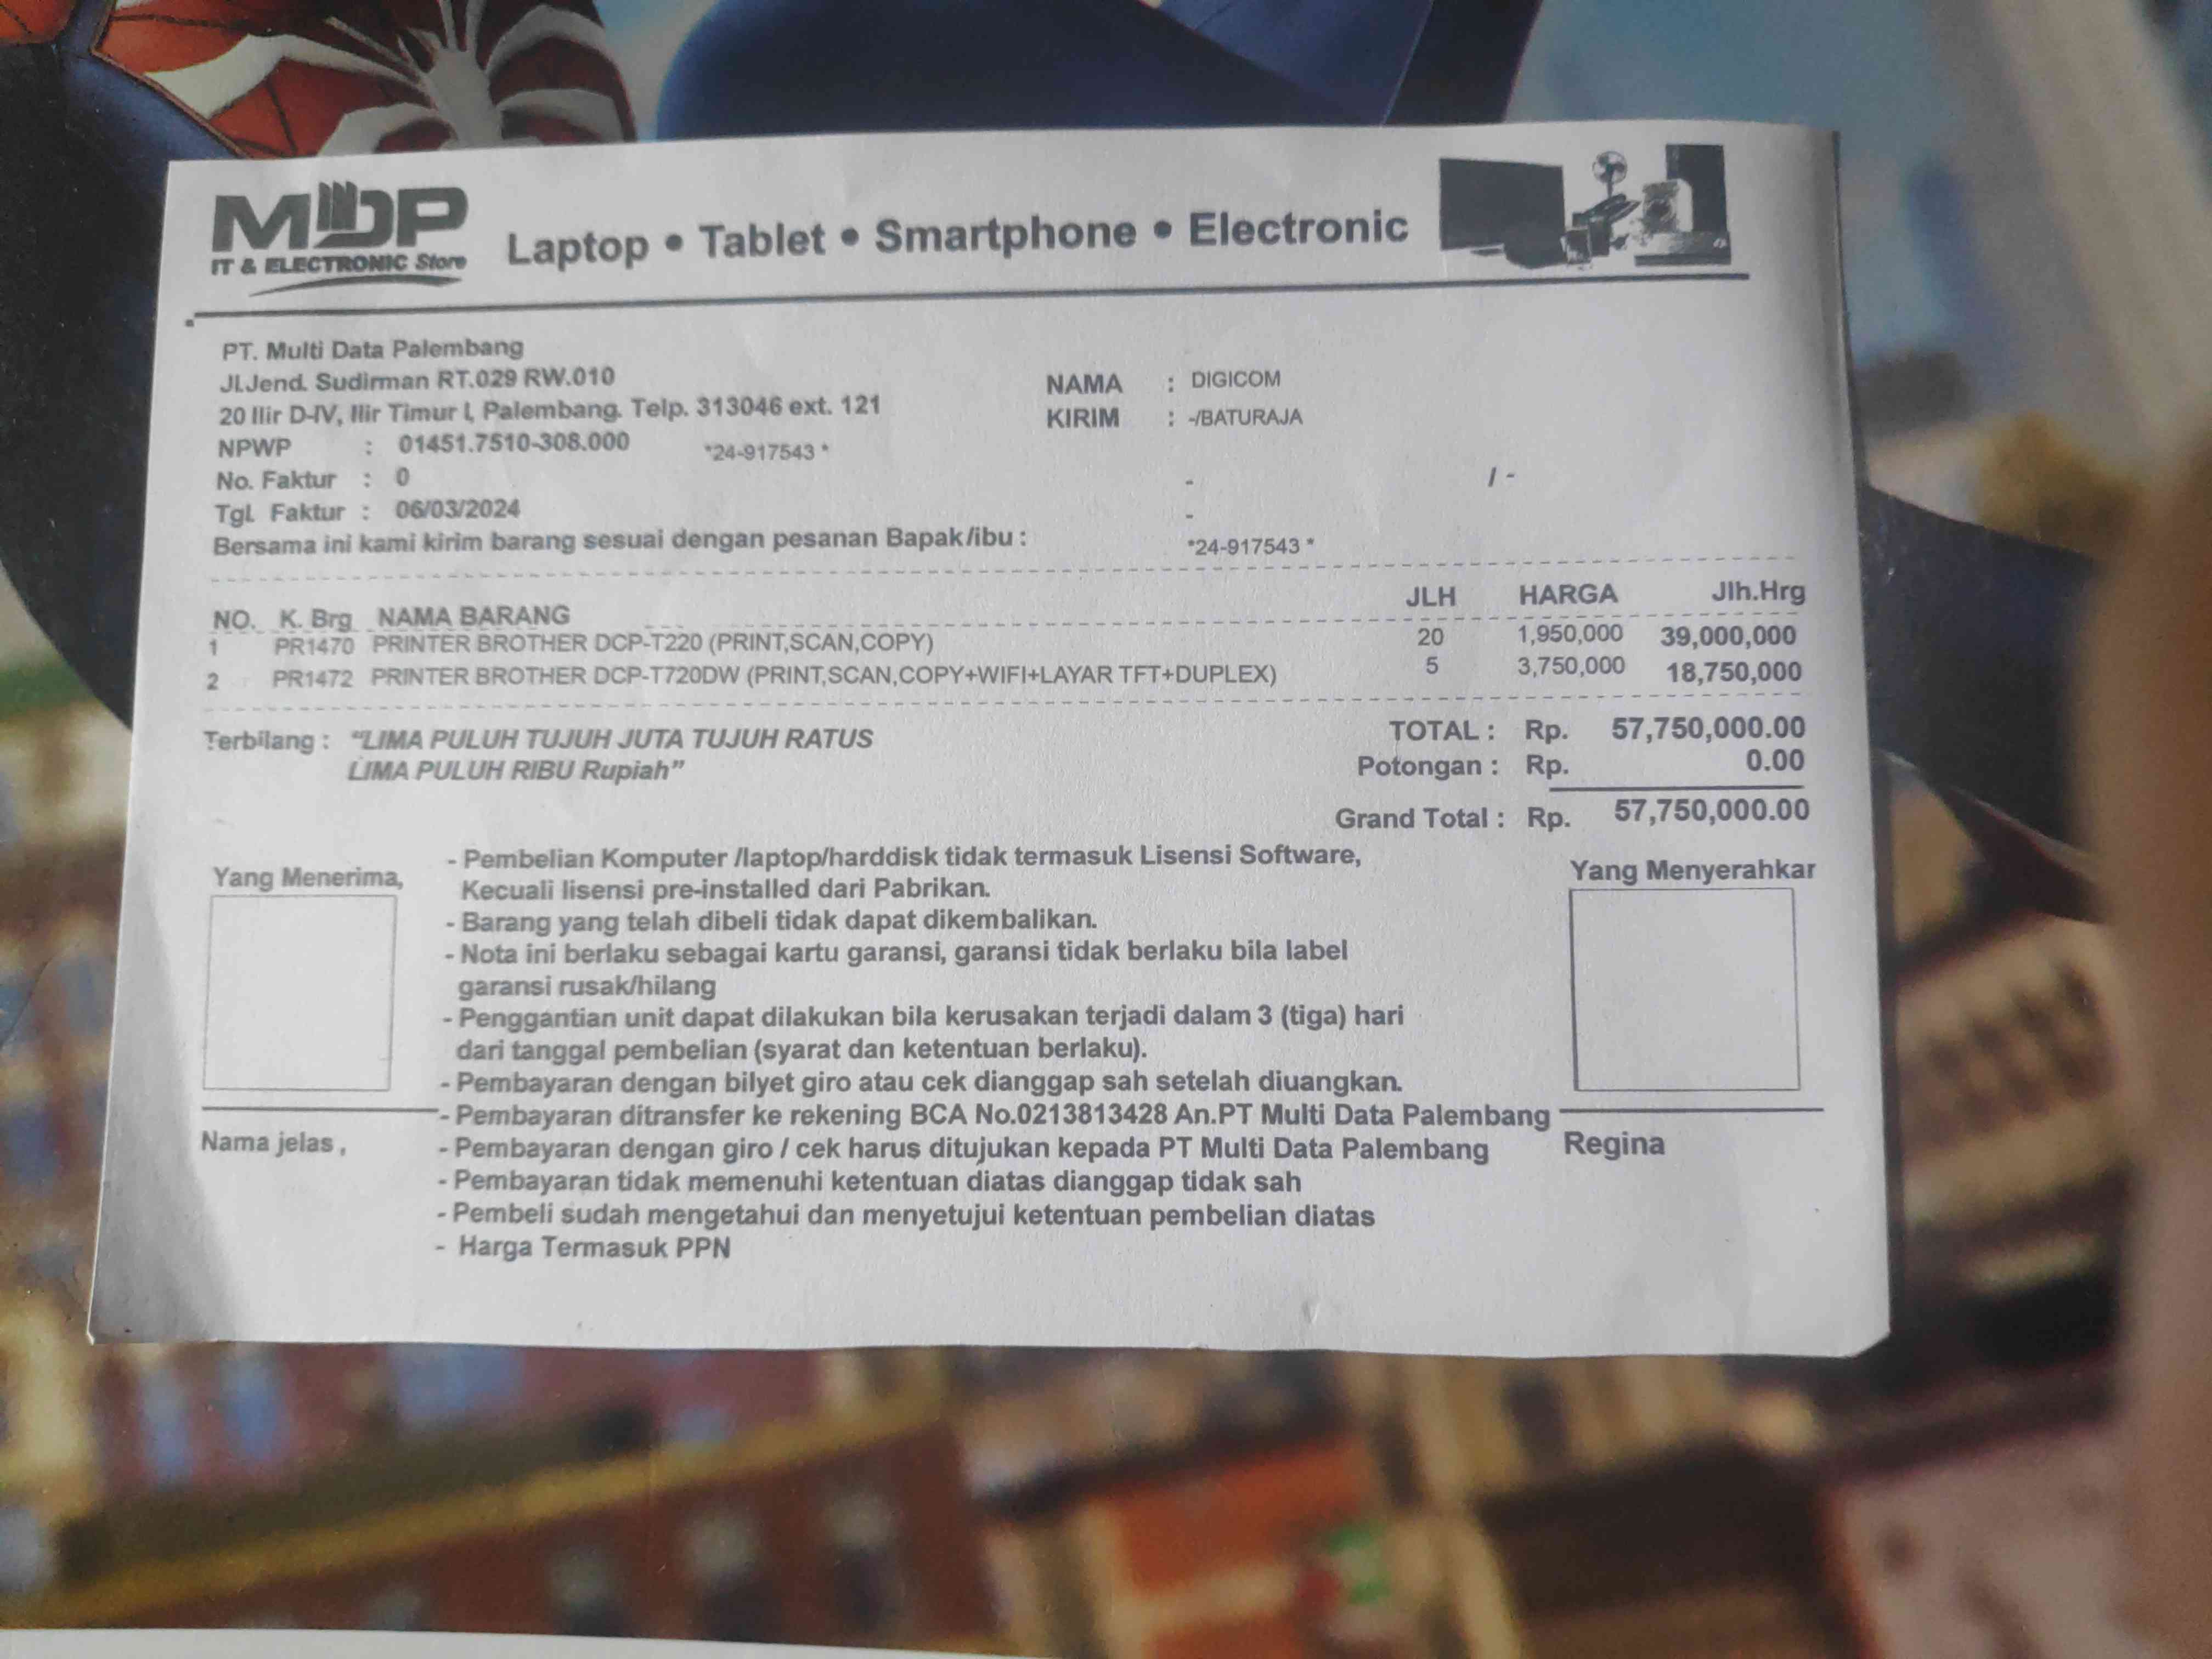 MDP
IT & ELECTRONIC Store
Laptop • Tablet • Smartphone • Electronic
PT. Multi Data Palembang
Jl.Jend. Sudirman RT.029 RW.010
20 Ilir D-IV, Ilir Timur I, Palembang. Telp. 313046 ext. 121
NPWP : 01451.7510-308.000 *24-917543 *
No. Faktur : 0
Tgl. Faktur : 06/03/2024
Bersama ini kami kirim barang sesuai dengan pesanan Bapak/ibu :
NAMA : DIGICOM
KIRIM : -/BATURAJA
- / -
-
*24-917543 *
NO. K. Brg NAMA BARANG JLH HARGA Jlh.Hrg
1 PR1470 PRINTER BROTHER DCP-T220 (PRINT,SCAN,COPY) 20 1,950,000 39,000,000
2 PR1472 PRINTER BROTHER DCP-T720DW (PRINT,SCAN,COPY+WIFI+LAYAR TFT+DUPLEX) 5 3,750,000 18,750,000
Terbilang : "LIMA PULUH TUJUH JUTA TUJUH RATUS
LIMA PULUH RIBU Rupiah"
TOTAL : Rp. 57,750,000.00
Potongan : Rp. 0.00
Grand Total : Rp. 57,750,000.00
Yang Menerima,
- Pembelian Komputer /laptop/harddisk tidak termasuk Lisensi Software,
Kecuali lisensi pre-installed dari Pabrikan.
- Barang yang telah dibeli tidak dapat dikembalikan.
- Nota ini berlaku sebagai kartu garansi, garansi tidak berlaku bila label
garansi rusak/hilang
- Penggantian unit dapat dilakukan bila kerusakan terjadi dalam 3 (tiga) hari
dari tanggal pembelian (syarat dan ketentuan berlaku).
- Pembayaran dengan bilyet giro atau cek dianggap sah setelah diuangkan.
- Pembayaran ditransfer ke rekening BCA No.0213813428 An.PT Multi Data Palembang
- Pembayaran dengan giro / cek harus ditujukan kepada PT Multi Data Palembang
- Pembayaran tidak memenuhi ketentuan diatas dianggap tidak sah
- Pembeli sudah mengetahui dan menyetujui ketentuan pembelian diatas
- Harga Termasuk PPN
Nama jelas ,
Yang Menyerahkar
Regina